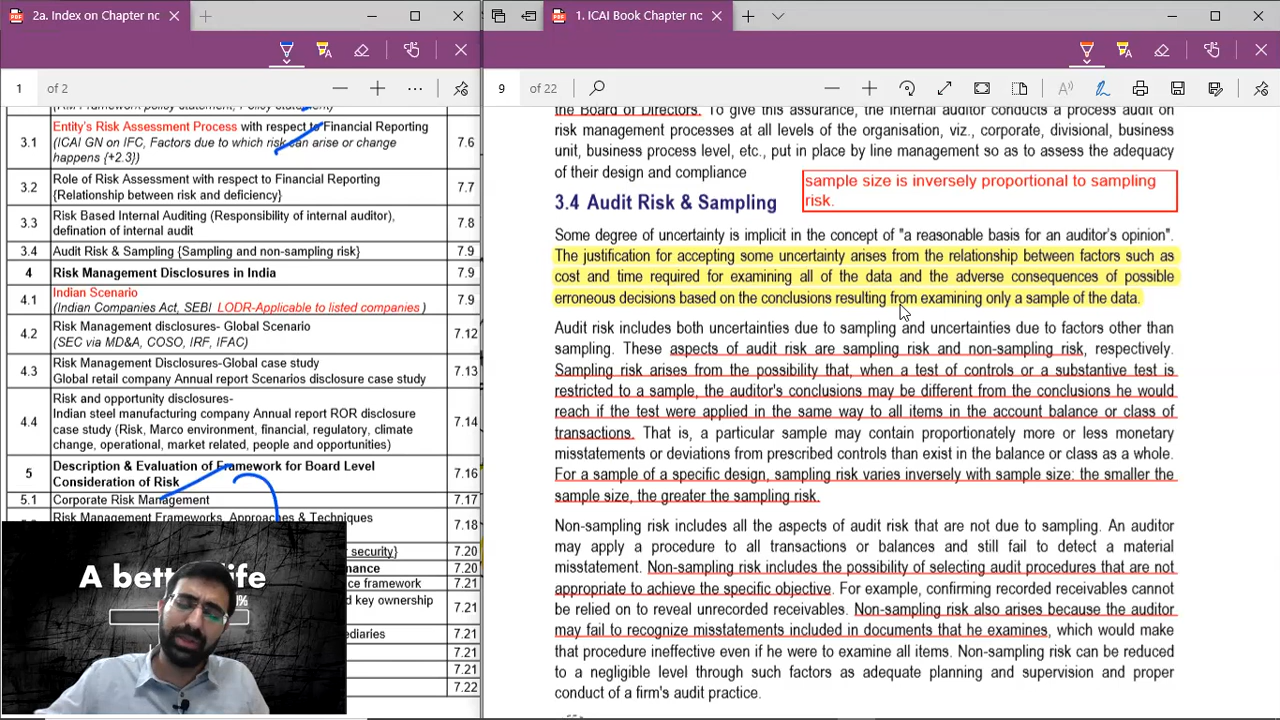 2a. Index on Chapter nc
1. ICAI Book Chapter nc
1 of 2
9 of 22
3.1 Entity's Risk Assessment Process with respect to Financial Reporting 7.6
(ICAI GN on IFC, Factors due to which risk can arise or change
happens {+2.3})
3.2 Role of Risk Assessment with respect to Financial Reporting 7.7
{Relationship between risk and deficiency}
3.3 Risk Based Internal Auditing (Responsibility of internal auditor), 7.8
defination of internal audit
3.4 Audit Risk & Sampling {Sampling and non-sampling risk} 7.9
4 Risk Management Disclosures in India 7.9
4.1 Indian Scenario 7.9
(Indian Companies Act, SEBI LODR-Applicable to listed companies )
4.2 Risk Management disclosures- Global Scenario 7.12
(SEC via MD&A, COSO, IRF, IFAC)
4.3 Risk Management Disclosures-Global case study 7.13
Global retail company Annual report Scenarios disclosure case study
4.4 Risk and opportunity disclosures- 7.14
Indian steel manufacturing company Annual report ROR disclosure
case study (Risk, Marco environment, financial, regulatory, climate
change, operational, market related, people and opportunities)
5 Description & Evaluation of Framework for Board Level 7.16
Consideration of Risk
5.1 Corporate Risk Management 7.17
Risk Management Frameworks, Approaches & Techniques 7.18
security} 7.20
7.20
ce framework 7.21
d key ownership 7.21
ediaries 7.21
7.21
7.21
7.22
A better life
the Board of Directors. To give this assurance, the internal auditor conducts a process audit on
risk management processes at all levels of the organisation, viz., corporate, divisional, business
unit, business process level, etc., put in place by line management so as to assess the adequacy
of their design and compliance
sample size is inversely proportional to sampling
risk.
3.4 Audit Risk & Sampling
Some degree of uncertainty is implicit in the concept of "a reasonable basis for an auditor's opinion".
The justification for accepting some uncertainty arises from the relationship between factors such as
cost and time required for examining all of the data and the adverse consequences of possible
erroneous decisions based on the conclusions resulting from examining only a sample of the data.
Audit risk includes both uncertainties due to sampling and uncertainties due to factors other than
sampling. These aspects of audit risk are sampling risk and non-sampling risk, respectively.
Sampling risk arises from the possibility that, when a test of controls or a substantive test is
restricted to a sample, the auditor's conclusions may be different from the conclusions he would
reach if the test were applied in the same way to all items in the account balance or class of
transactions. That is, a particular sample may contain proportionately more or less monetary
misstatements or deviations from prescribed controls than exist in the balance or class as a whole.
For a sample of a specific design, sampling risk varies inversely with sample size: the smaller the
sample size, the greater the sampling risk.
Non-sampling risk includes all the aspects of audit risk that are not due to sampling. An auditor
may apply a procedure to all transactions or balances and still fail to detect a material
misstatement. Non-sampling risk includes the possibility of selecting audit procedures that are not
appropriate to achieve the specific objective. For example, confirming recorded receivables cannot
be relied on to reveal unrecorded receivables. Non-sampling risk also arises because the auditor
may fail to recognize misstatements included in documents that he examines, which would make
that procedure ineffective even if he were to examine all items. Non-sampling risk can be reduced
to a negligible level through such factors as adequate planning and supervision and proper
conduct of a firm's audit practice.